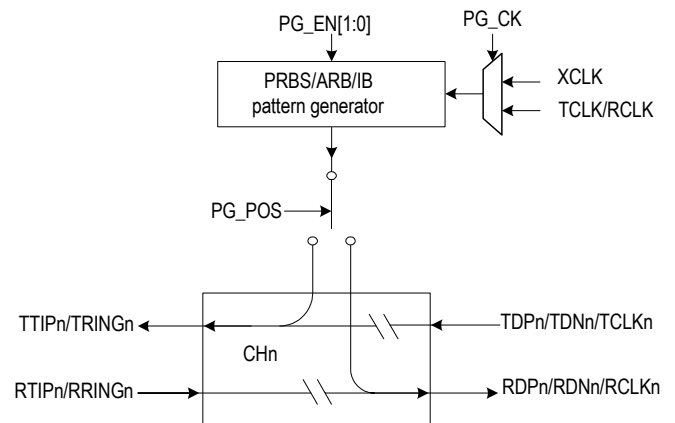 PG_EN[1:0]
PG_CK
PRBS/ARB/IB
pattern generator
XCLK
TCLK/RCLK
PG_POS
TTIPn/TRINGn
TDPn/TDNn/TCLKn
CHn
RTIPn/RRINGn
RDPn/RDNn/RCLKn